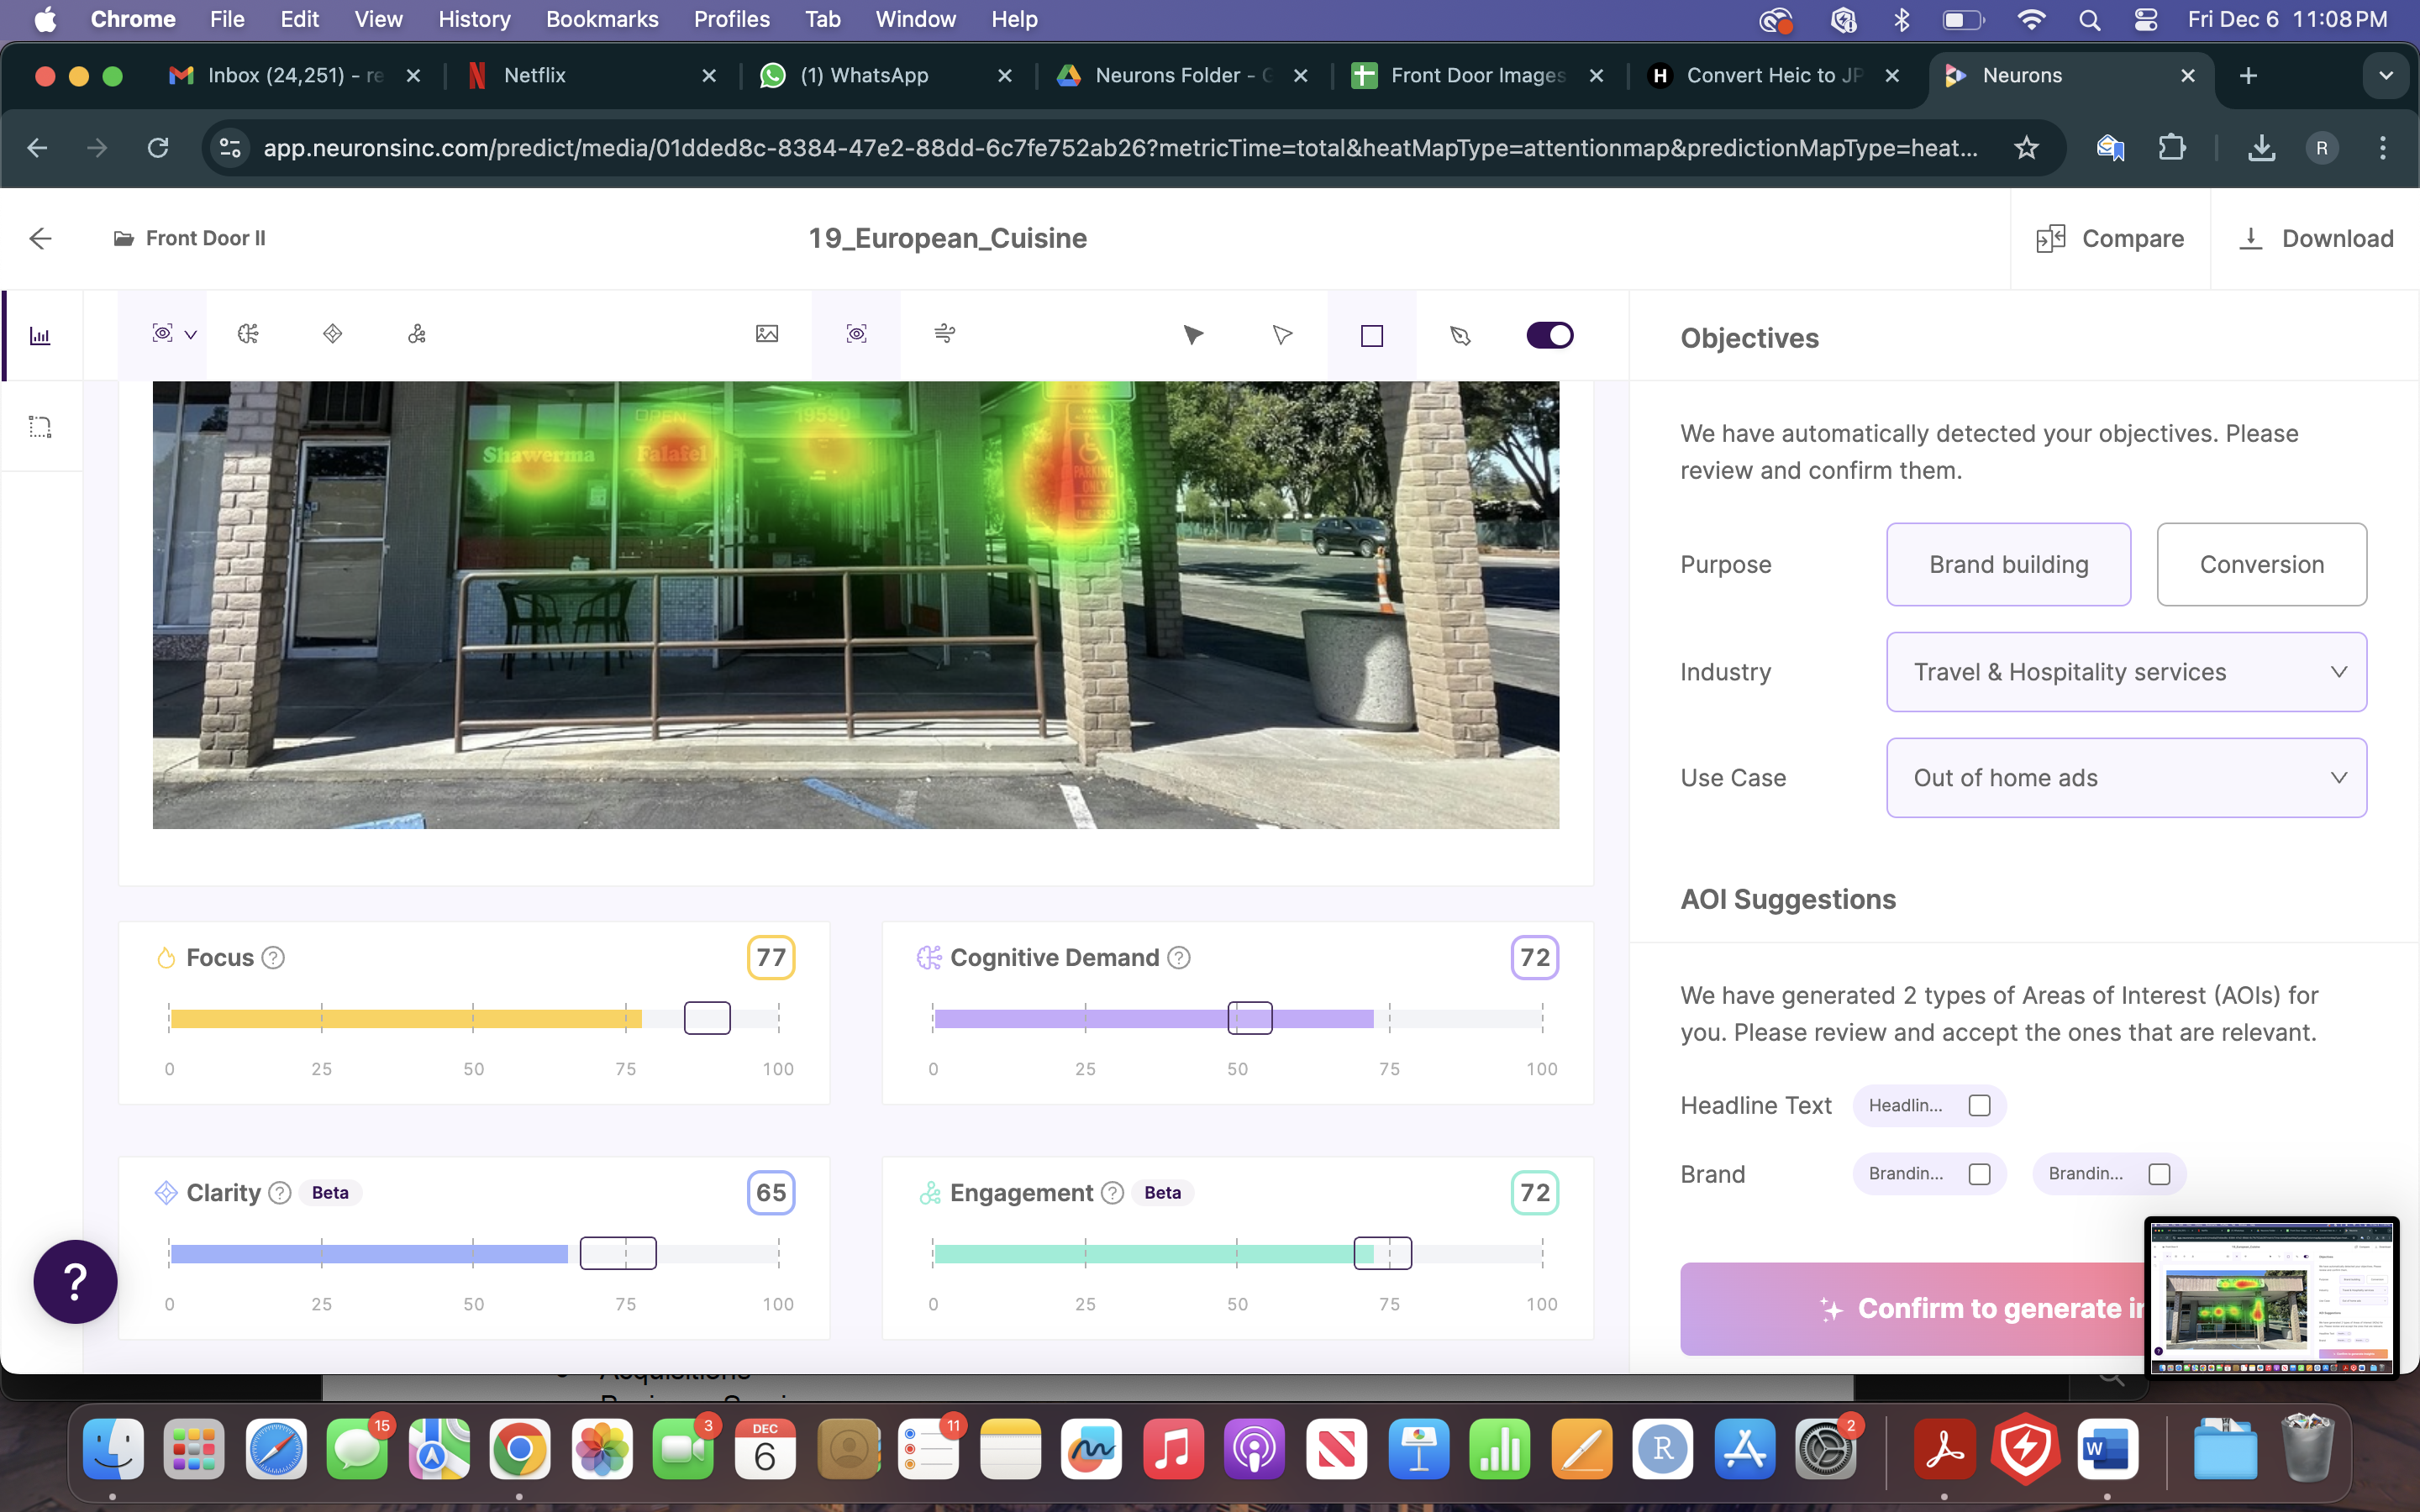 Chrome File Edit View History Bookmarks Profiles Tab Window Help Fri Dec 6 11:08 PM
Inbox (24,251) - re Netflix (1) WhatsApp Neurons Folder - Front Door Images Convert Heic to JP Neurons
app.neuronsinc.com/predict/media/01dded8c-8384-47e2-88dd-6c7fe752ab26?metricTime=total&heatMapType=attentionmap&predictionMapType=heat... R
Front Door II 19_European_Cuisine Compare Download
Objectives
OPEN 19590
Shawerma Falafel
VAN
PARKING
ONLY
We have automatically detected your objectives. Please
review and confirm them.
Purpose Brand building Conversion
Industry Travel & Hospitality services
Use Case Out of home ads
AOI Suggestions
We have generated 2 types of Areas of Interest (AOIs) for
you. Please review and accept the ones that are relevant.
Headline Text Headlin...
Brand Brandin... Brandin...
Confirm to generate
Focus ? 77
0 25 50 75 100
Cognitive Demand ? 72
0 25 50 75 100
Clarity ? Beta 65
0 25 50 75 100
Engagement ? Beta 72
0 25 50 75 100
?
Acquisitions
15 3 DEC 6 11 R 2 W